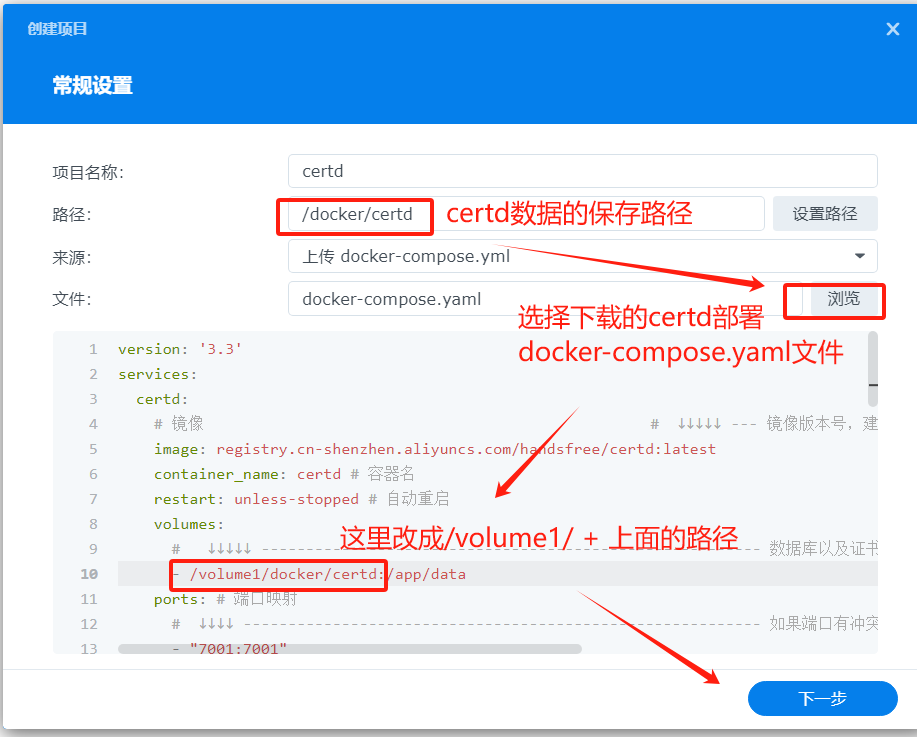 创建项目
常规设置
项目名称： certd
路径： /docker/certd certd数据的保存路径 设置路径
来源： 上传 docker-compose.yml
文件： docker-compose.yaml 浏览
选择下载的certd部署
docker-compose.yaml文件
1 version: '3.3'
2 services:
3 certd:
4 # 镜像 # ↓↓↓↓↓ --- 镜像版本号，建
5 image: registry.cn-shenzhen.aliyuncs.com/handsfree/certd:latest
6 container_name: certd # 容器名
7 restart: unless-stopped # 自动重启
8 volumes:
这里改成/volume1/ + 上面的路径
9 # ↓↓↓↓↓ --- 数据库以及证书
10 - /volume1/docker/certd:/app/data
11 ports: # 端口映射
12 # ↓↓↓↓ --- 如果端口有冲突
13 - "7001:7001"
下一步